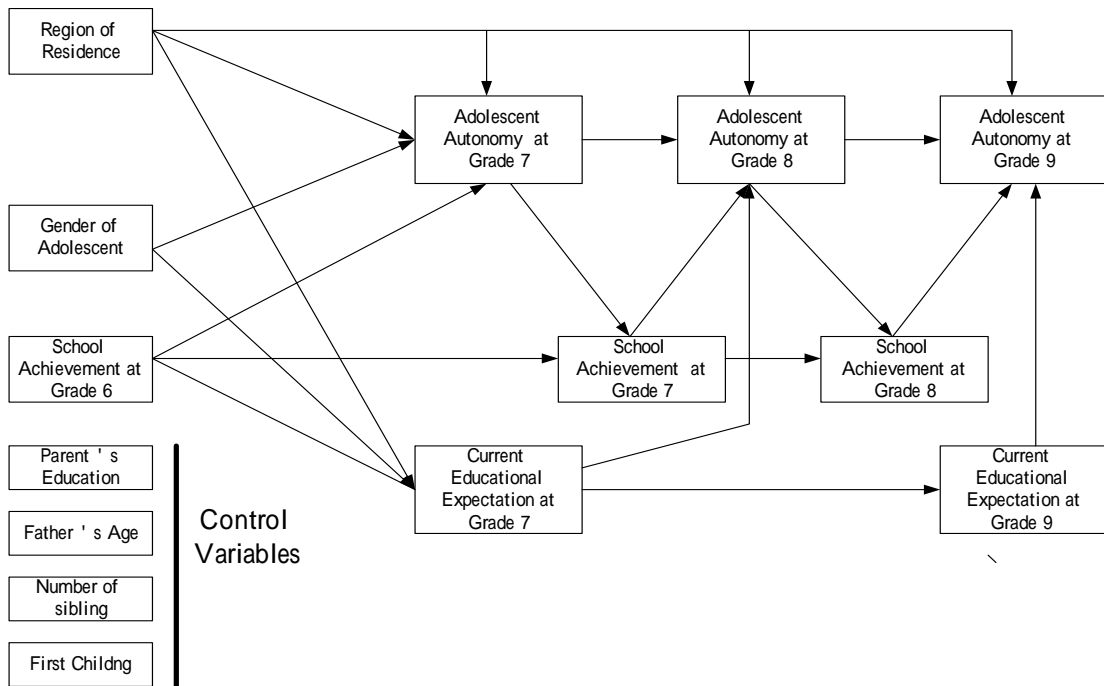 Region of
Residence
Adolescent
Autonomy at
Grade 7
Adolescent
Autonomy at
Grade 8
Adolescent
Autonomy at
Grade 9
Gender of
Adolescent
School
Achievement at
Grade 6
School
Achievement at
Grade 7
School
Achievement at
Grade 8
Parent ' s
Education
Current
Educational
Expectation at
Grade 7
Current
Educational
Expectation at
Grade 9
Control
Variables
Father ' s Age
Number of
sibling
First Childng